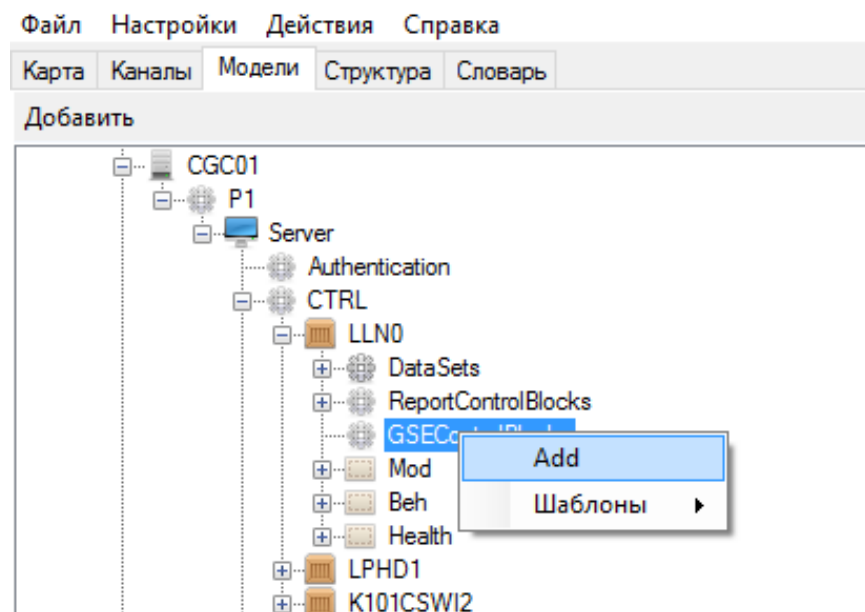 Файл Настройки Действия Справка
Карта Каналы Модели Структура Словарь
Добавить
CGC01
P1
Server
Authentication
CTRL
LLN0
DataSets
ReportControlBlocks
Add
Mod
Beh
Шаблоны
Health
LPHD1
K101CSWI2